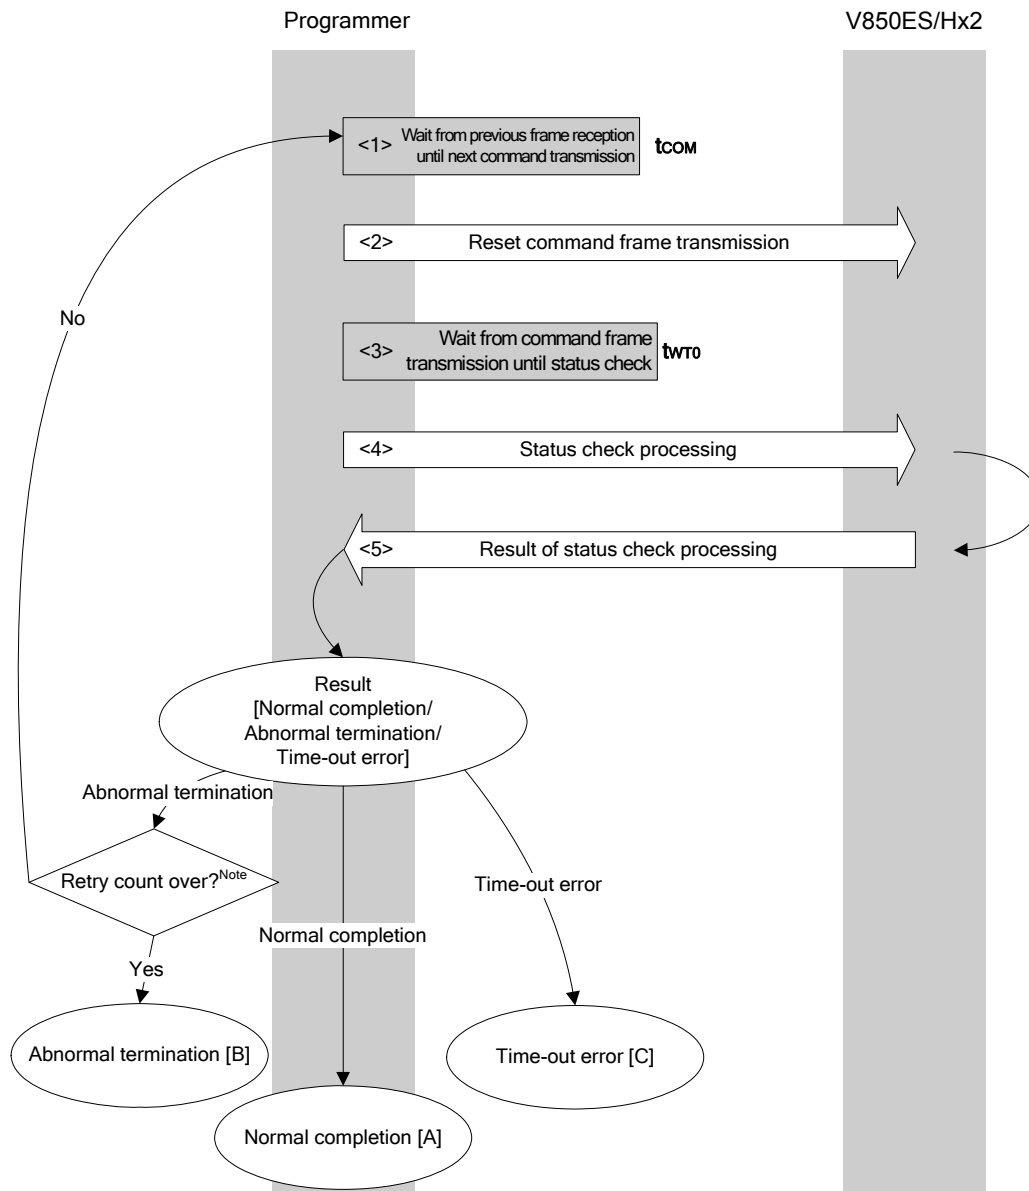 Programmer
V850ES/Hx2
<1> Wait from previous frame reception
until next command transmission
tCOM
<2> Reset command frame transmission
No
<3> Wait from command frame
transmission until status check
tWT0
<4> Status check processing
<5> Result of status check processing
Result
[Normal completion/
Abnormal termination/
Time-out error]
Abnormal termination
Retry count over?Note
Time-out error
Normal completion
Yes
Abnormal termination [B]
Time-out error [C]
Normal completion [A]